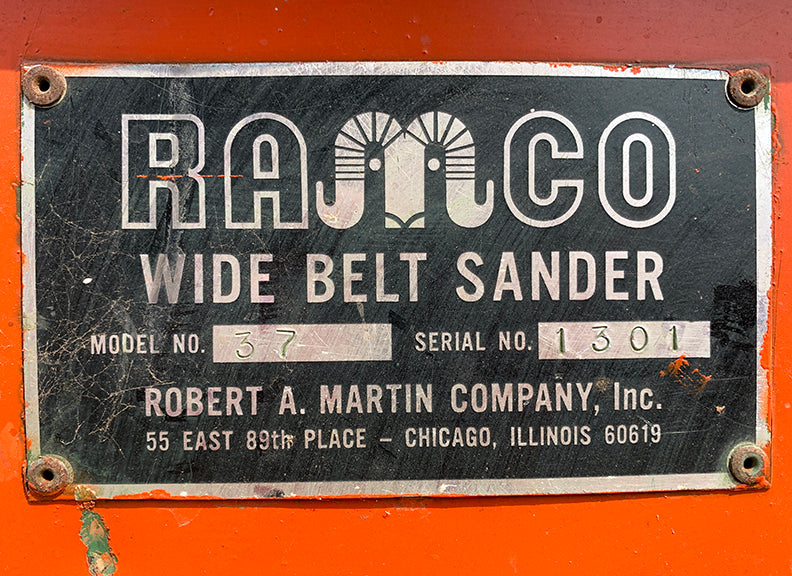 RAMCO
WIDE BELT SANDER
MODEL NO. 37 SERIAL NO. 1301
ROBERT A. MARTIN COMPANY, Inc.
55 EAST 89th PLACE – CHICAGO, ILLINOIS 60619